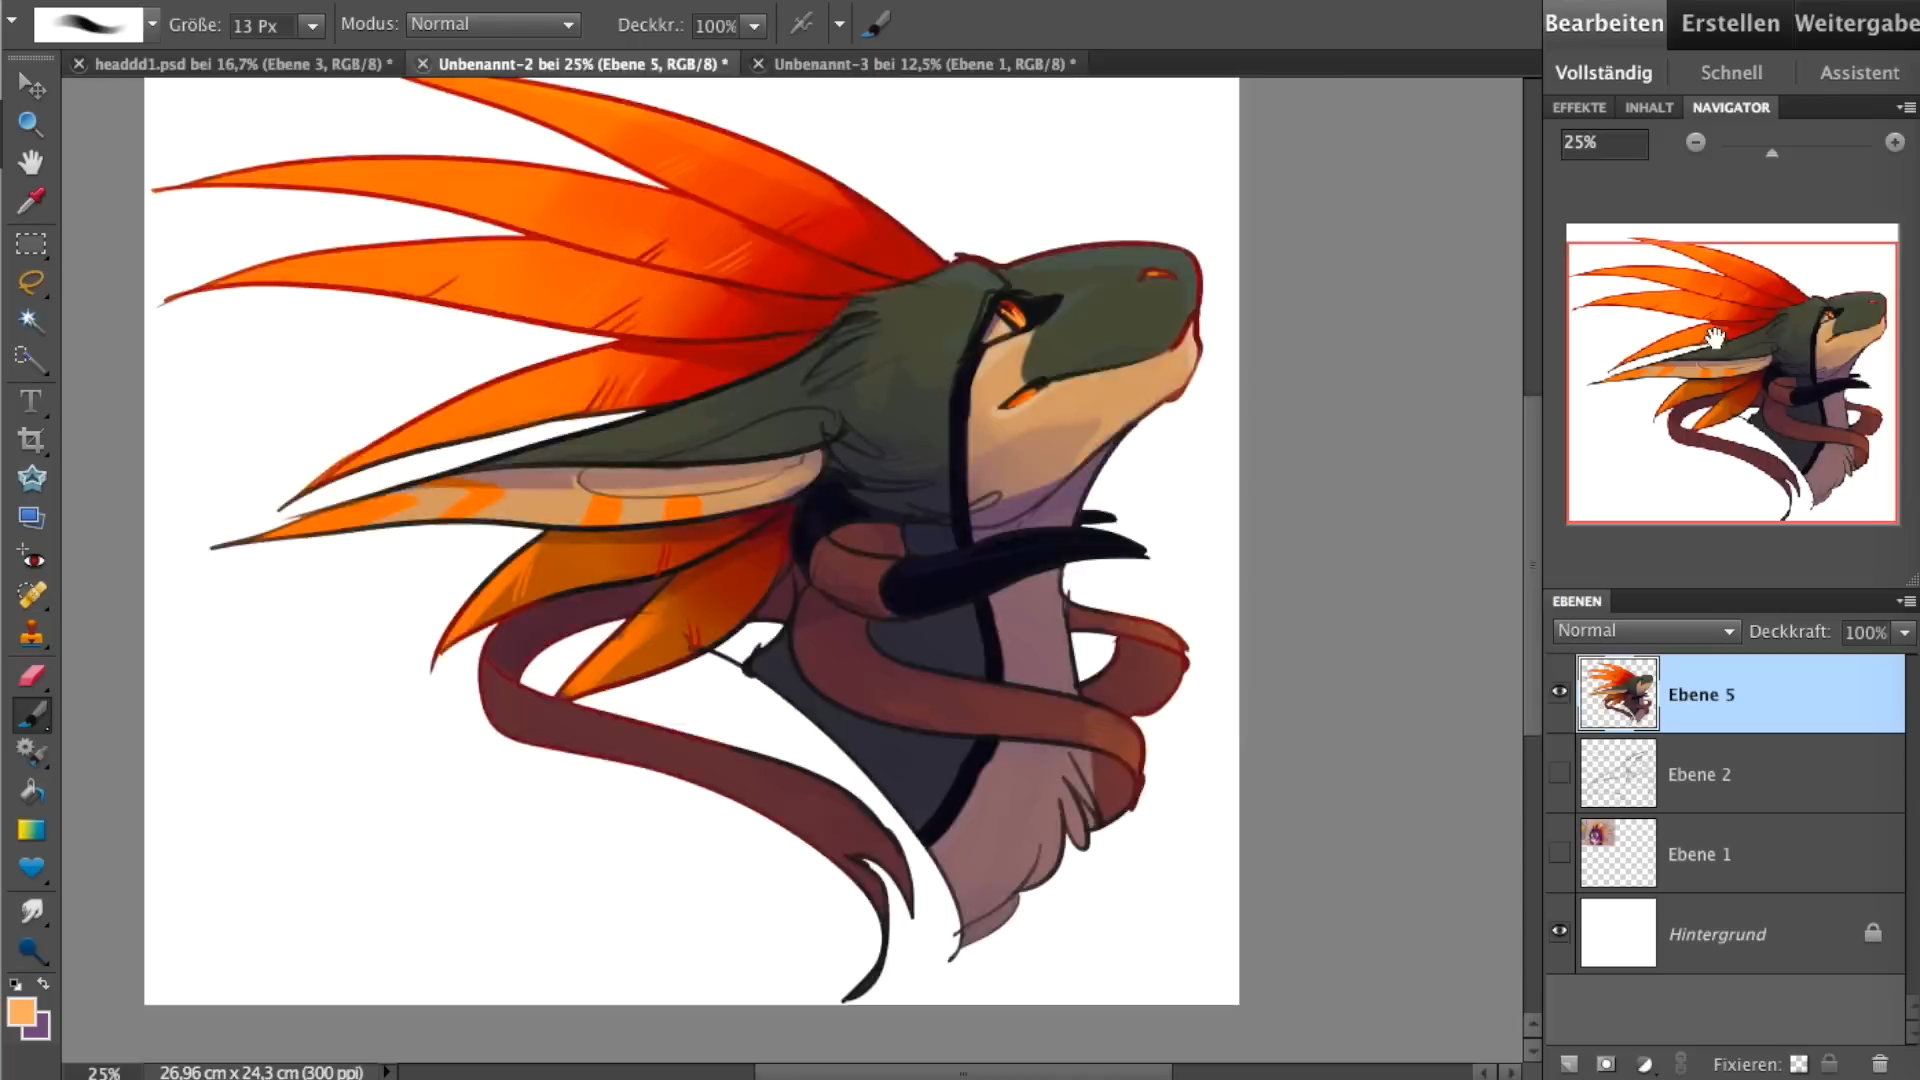 Größe: 13 Px Modus: Normal Deckkr.: 100%
Bearbeiten Erstellen Weitergabe
headdd1.psd bei 16,7% (Ebene 3, RGB/8) * Unbenannt-2 bei 25% (Ebene 5, RGB/8) * Unbenannt-3 bei 12,5% (Ebene 1, RGB/8) *
Vollständig Schnell Assistent
EFFEKTE INHALT NAVIGATOR
25%
EBENEN
Normal Deckkraft: 100%
Ebene 5
Ebene 2
Ebene 1
Hintergrund
Fixieren:
25% 26,96 cm x 24,3 cm (300 ppi)